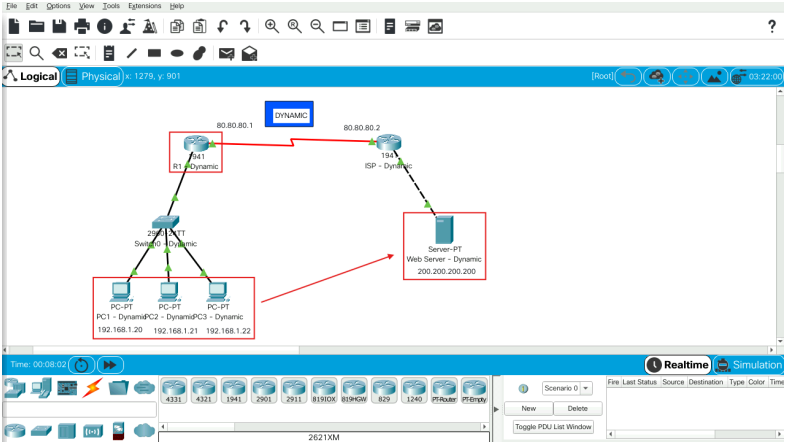 File Edit Options View Tools Extensions Help
?
Logical Physical x: 1279, y: 901 [Root] 03:22:00
DYNAMIC
80.80.80.1 80.80.80.2
1941 1941
R1 - Dynamic ISP - Dynamic
2960-24TT
Switch0 - Dynamic
Server-PT
Web Server - Dynamic
200.200.200.200
PC-PT PC-PT PC-PT
PC1 - Dynamic PC2 - Dynamic PC3 - Dynamic
192.168.1.20 192.168.1.21 192.168.1.22
Time: 00:08:02 Realtime Simulation
4331 4321 1941 2901 2911 819IOX 819HGW 829 1240 PT-Router PT-Empty
Scenario 0
New Delete
Toggle PDU List Window
Fire Last Status Source Destination Type Color Time
2621XM